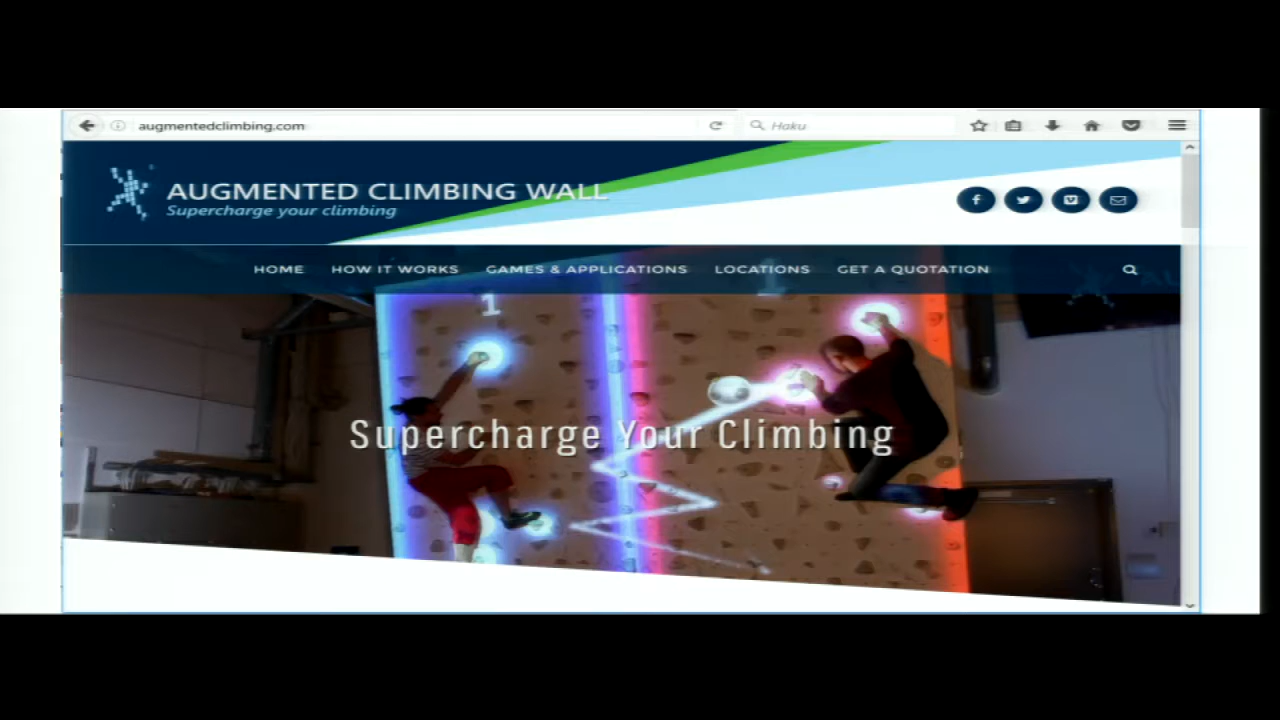 augmentedclimbing.com
Haku
AUGMENTED CLIMBING WALL
Supercharge your climbing
HOME HOW IT WORKS GAMES & APPLICATIONS LOCATIONS GET A QUOTATION
1 1
Supercharge Your Climbing